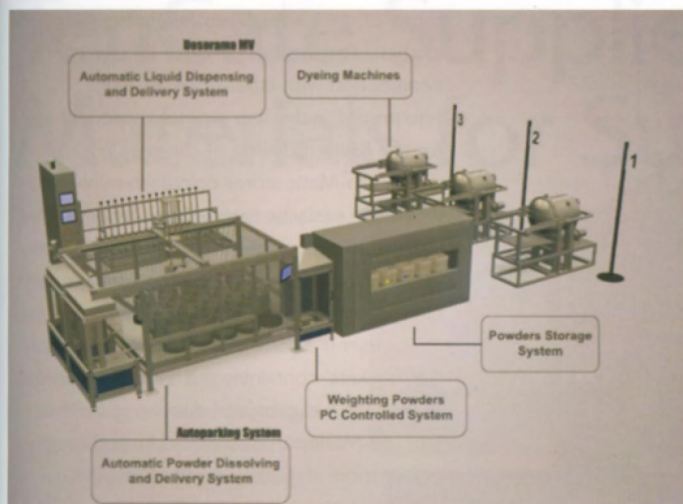 Dosorama MV
Automatic Liquid Dispensing
and Delivery System
Dyeing Machines
3
2
1
Powders Storage
System
Weighting Powders
PC Controlled System
Autoparking System
Automatic Powder Dissolving
and Delivery System